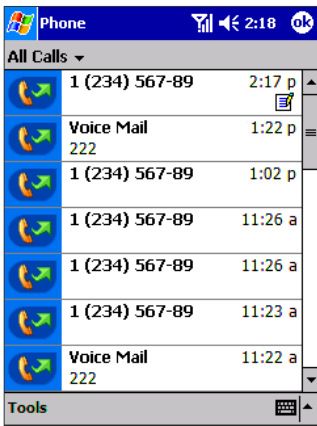 Phone 2:18 ok
All Calls
1 (234) 567-89 2:17 p
Voice Mail 1:22 p
222
1 (234) 567-89 1:02 p
1 (234) 567-89 11:26 a
1 (234) 567-89 11:26 a
1 (234) 567-89 11:23 a
Voice Mail 11:22 a
222
Tools